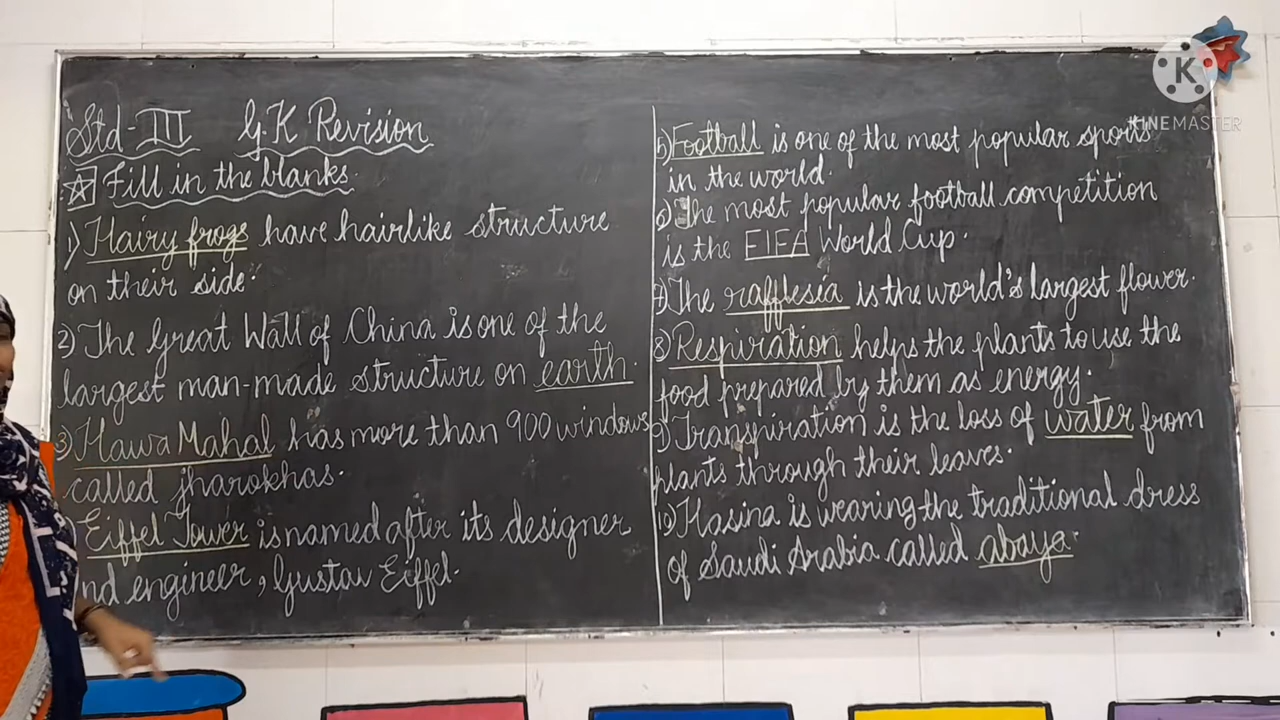 Std-III G.K Revision
Fill in the blanks.
1) Hairy frogs have hairlike structure
on their side.
2) The Great Wall of China is one of the
largest man-made structure on earth.
3) Hawa Mahal has more than 900 windows
called jharokhas.
Eiffel Tower is named after its designer
nd engineer, Gustav Eiffel.
5) Football is one of the most popular sports
in the world.
6) The most popular football competition
is the FIFA World Cup.
7) The rafflesia is the world's largest flower.
8) Respiration helps the plants to use the
food prepared by them as energy.
9) Transpiration is the loss of water from
plants through their leaves.
10) Hasina is wearing the traditional dress
of Saudi Arabia called abaya.
K
KINEMASTER